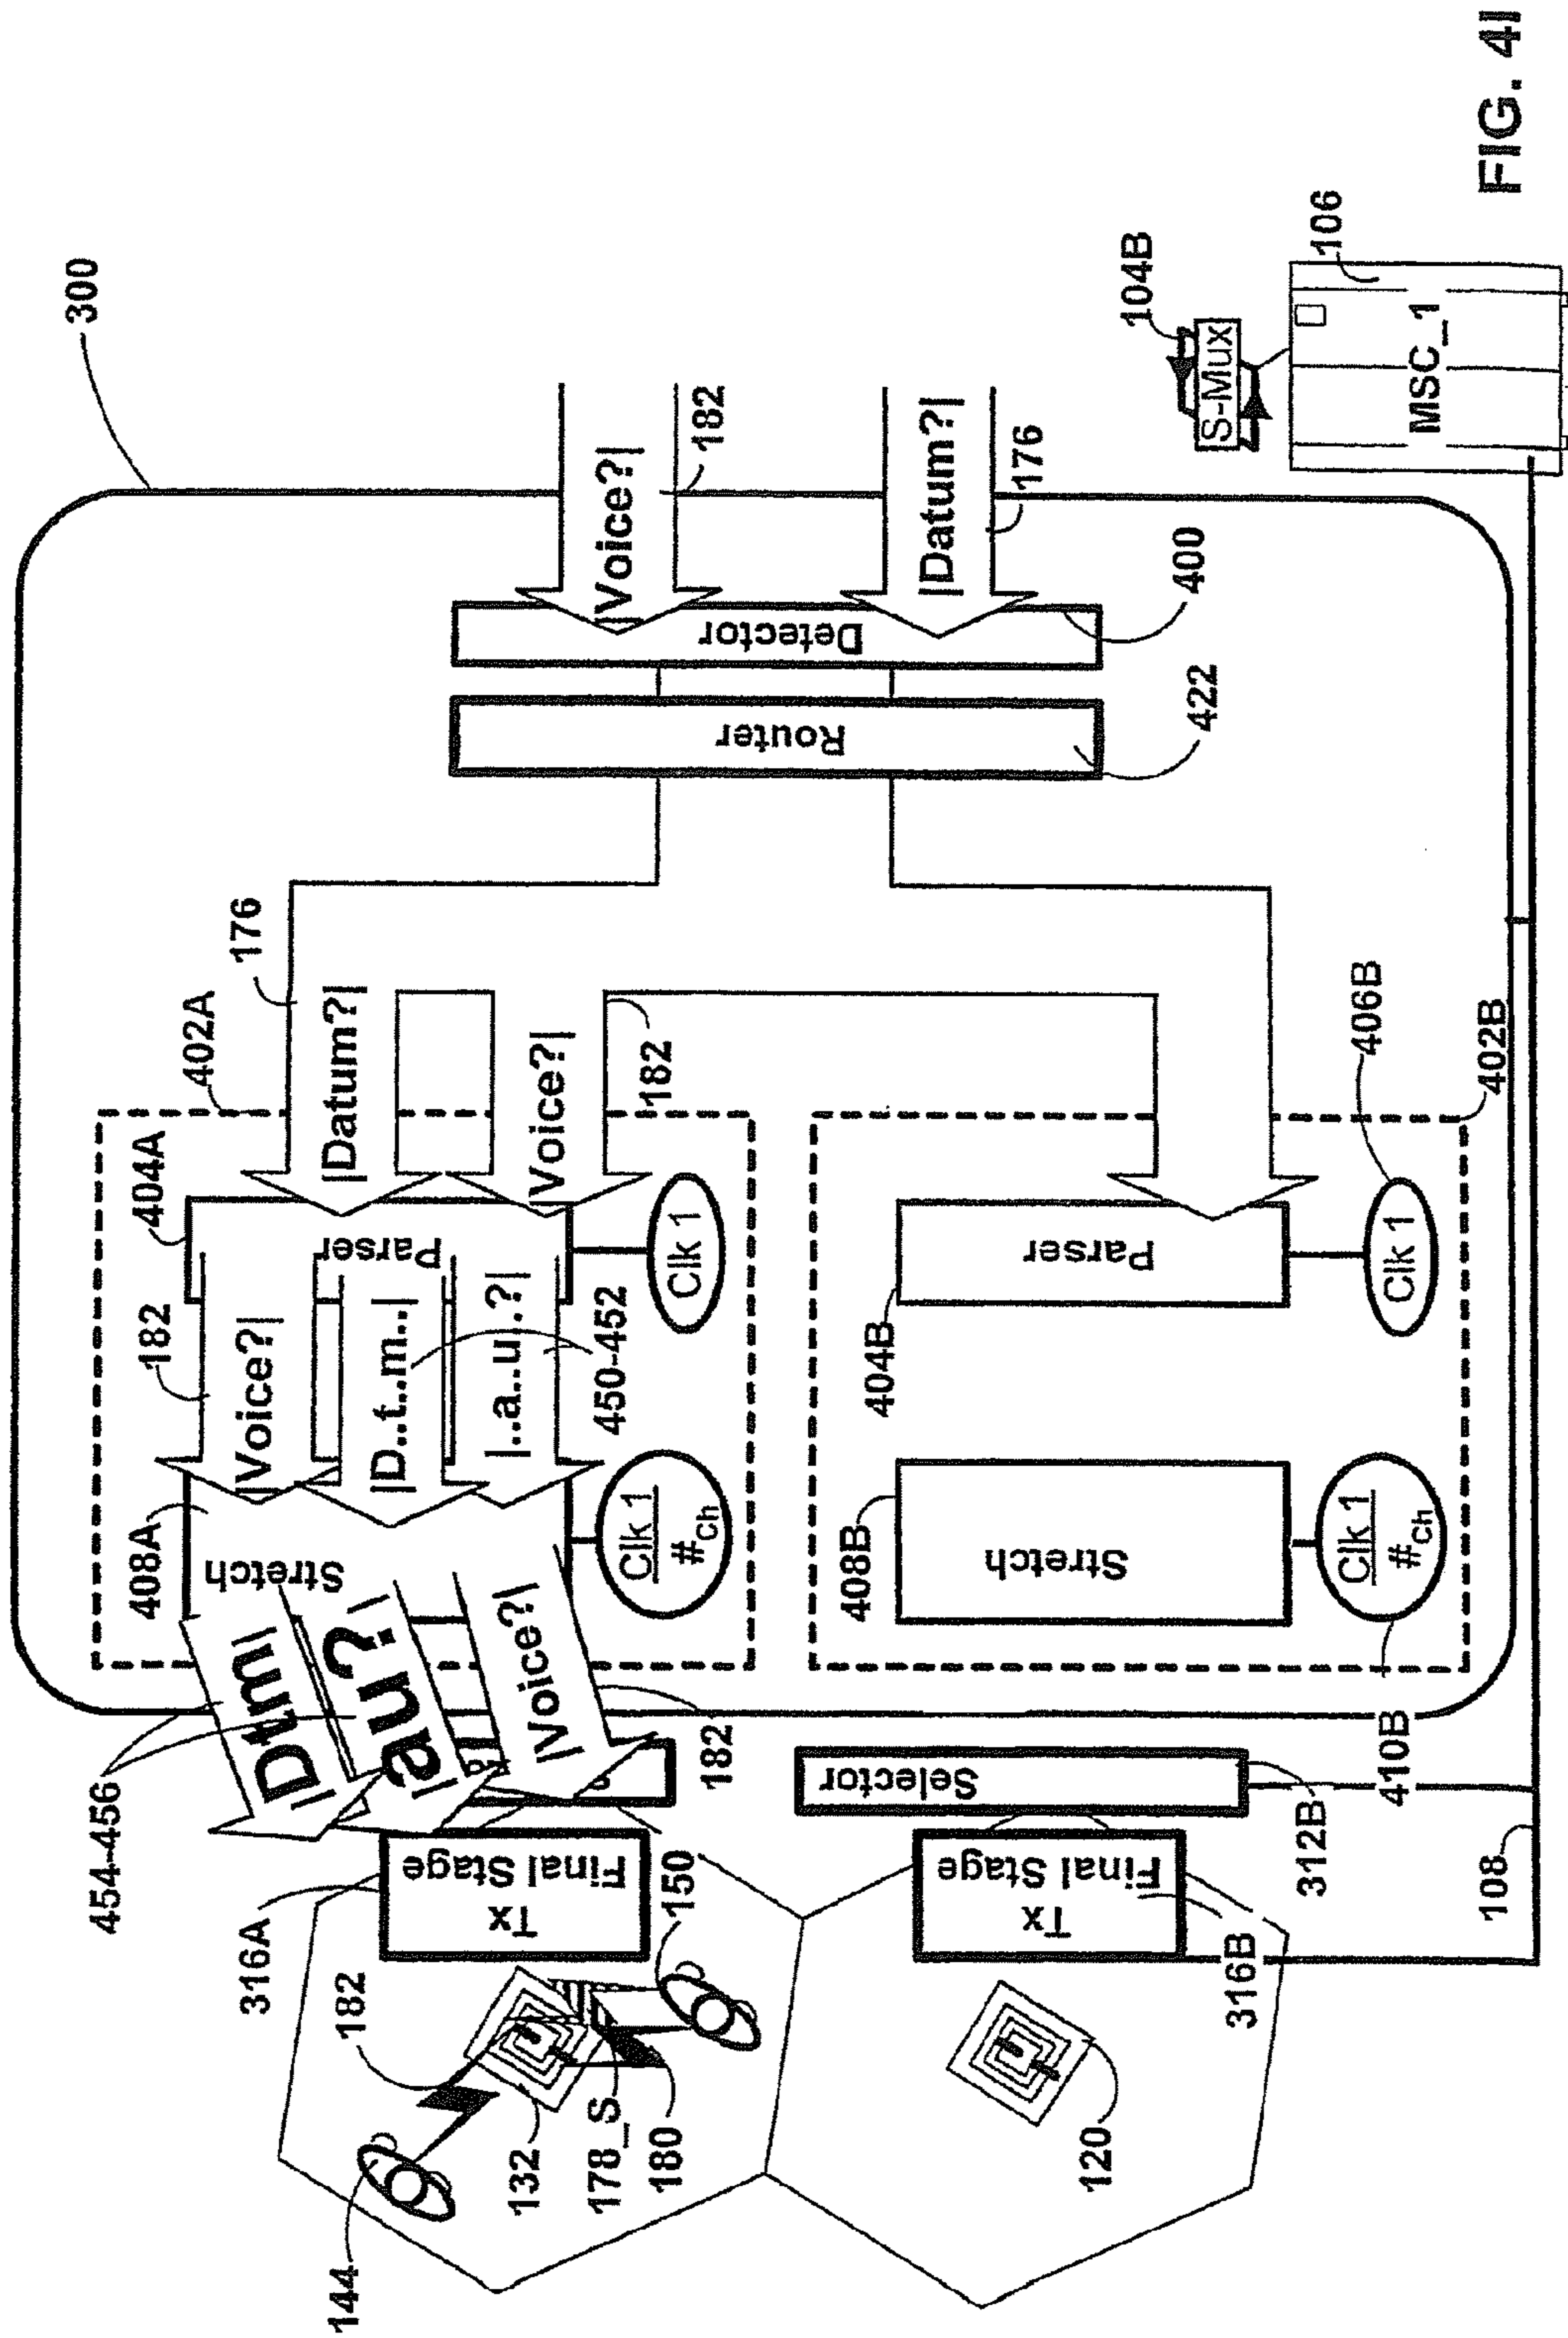 FIG. 4I
300
104B
S-Mux
106
MSC_1
|Voice?|
182
|Datum?|
176
Detector
400
Router
422
176
402A
|Datum?|
182
Voice?|
404A
Parser
Clk 1
182
|Voice?|
|D..t..m..|
|..a..u..?|
450-452
408A
Stretch
Clk 1
#Ch
454-456
|Dtm|
|au?|
|Voice?|
182
406B
402B
404B
Parser
Clk 1
408B
Stretch
Clk 1
#Ch
410B
Selector
312B
108
316A
Tx
Final Stage
150
316B
Tx
Final Stage
182
144
132
178_S
180
120